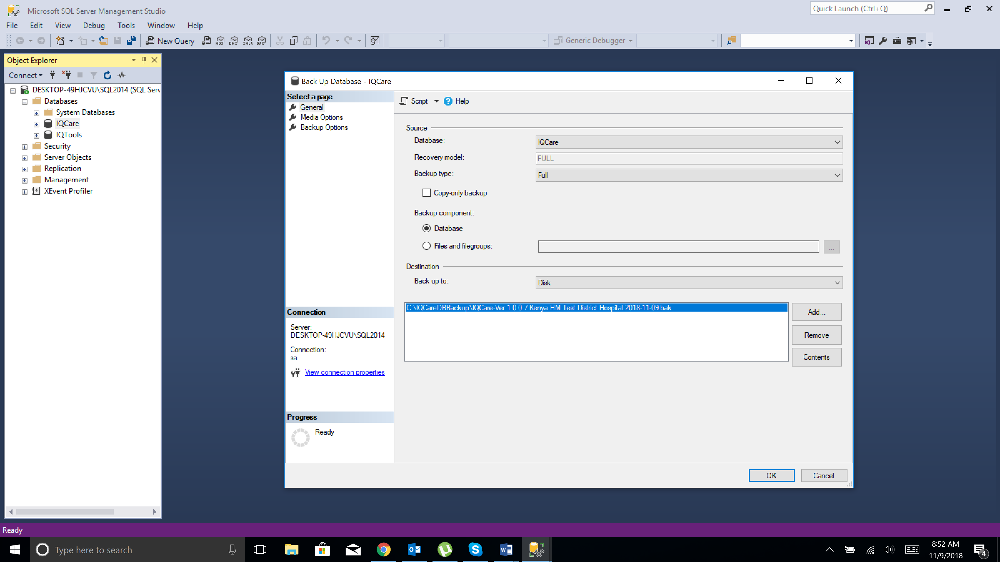 Microsoft SQL Server Management Studio
Quick Launch (Ctrl+Q)
File Edit View Debug Tools Window Help
New Query MDX DMX XMLA DAX Generic Debugger
Object Explorer
Connect
DESKTOP-49HJCVU\SQL2014 (SQL Serv
Databases
System Databases
IQCare
IQTools
Security
Server Objects
Replication
Management
XEvent Profiler
Back Up Database - IQCare
Select a page
General
Media Options
Backup Options
Script Help
Source
Database: IQCare
Recovery model: FULL
Backup type: Full
Copy-only backup
Backup component:
Database
Files and filegroups: ...
Destination
Back up to: Disk
C:\IQCareDBBackup\IQCare-Ver 1.0.0.7 Kenya HM Test District Hospital 2018-11-09.bak
Add...
Remove
Contents
Connection
Server:
DESKTOP-49HJCVU\SQL2014
Connection:
sa
View connection properties
Progress
Ready
OK Cancel
Ready
Type here to search
8:52 AM
11/9/2018
4